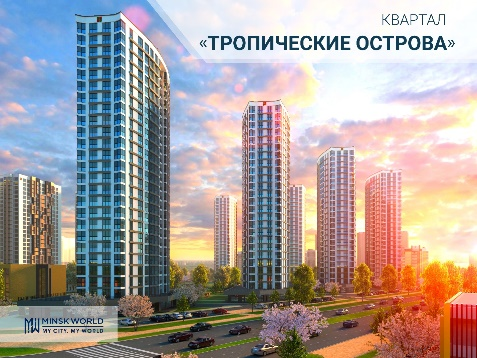 КВАРТАЛ
«ТРОПИЧЕСКИЕ ОСТРОВА»
MINSK WORLD
MY CITY. MY WORLD